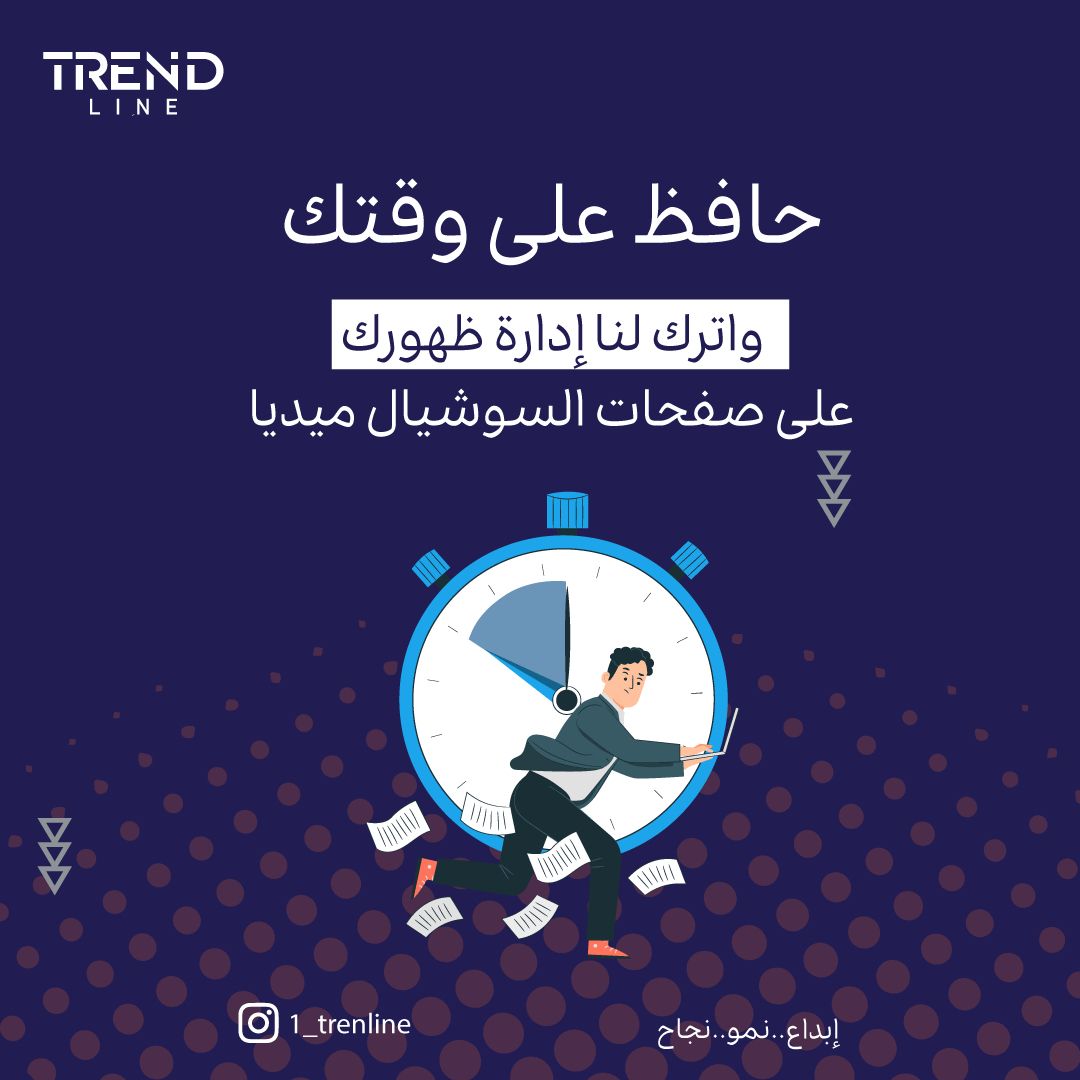 TREND
LINE
حافظ على وقتك
واترك لنا إدارة ظهورك
على صفحات السوشيال ميديا
1_trenline
إبداع..نمو..نجاح